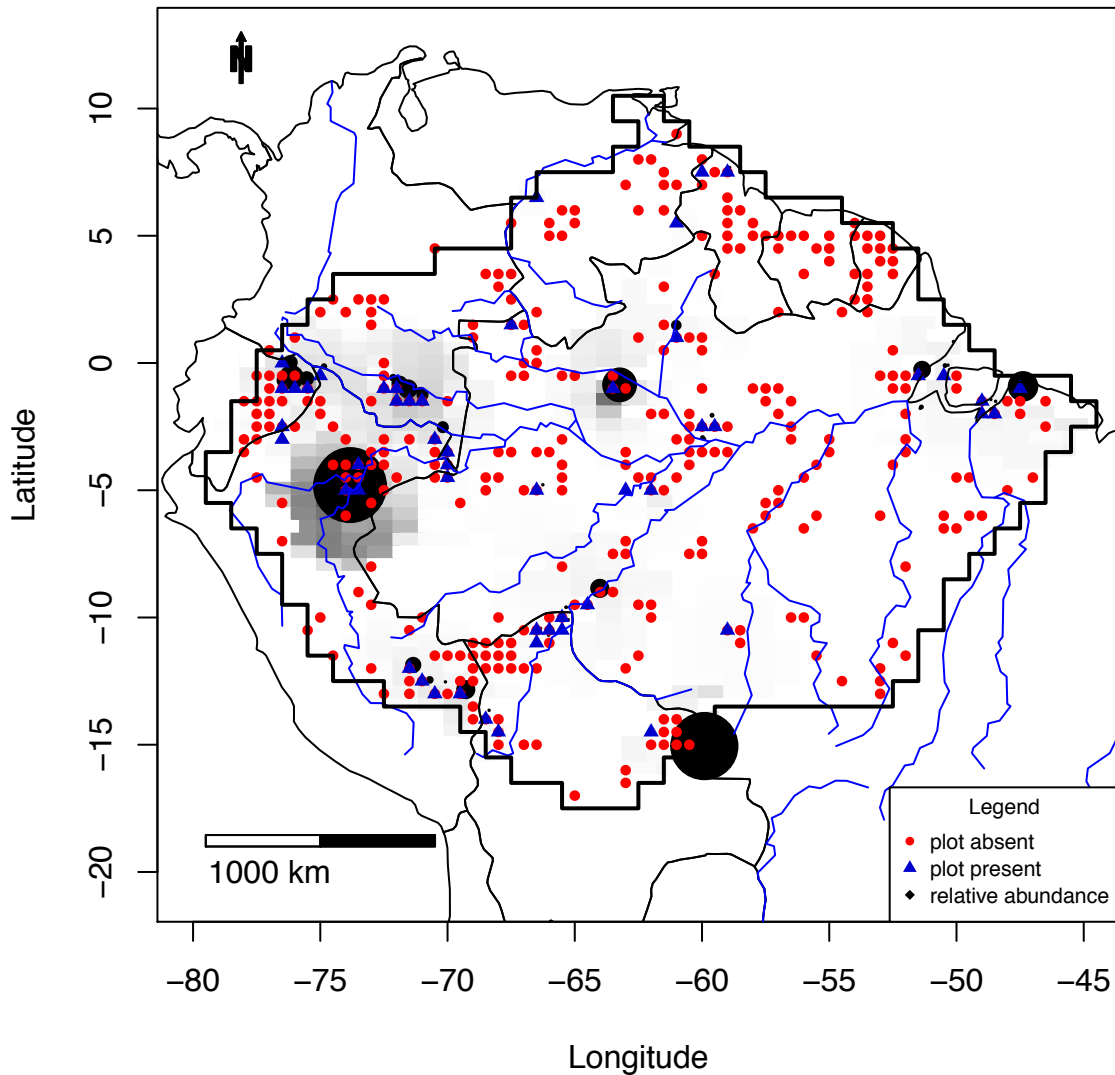 N
Latitude
10
5
0
−5
−10
−15
−20
1000 km
Legend
plot absent
plot present
relative abundance
−80 −75 −70 −65 −60 −55 −50 −45
Longitude